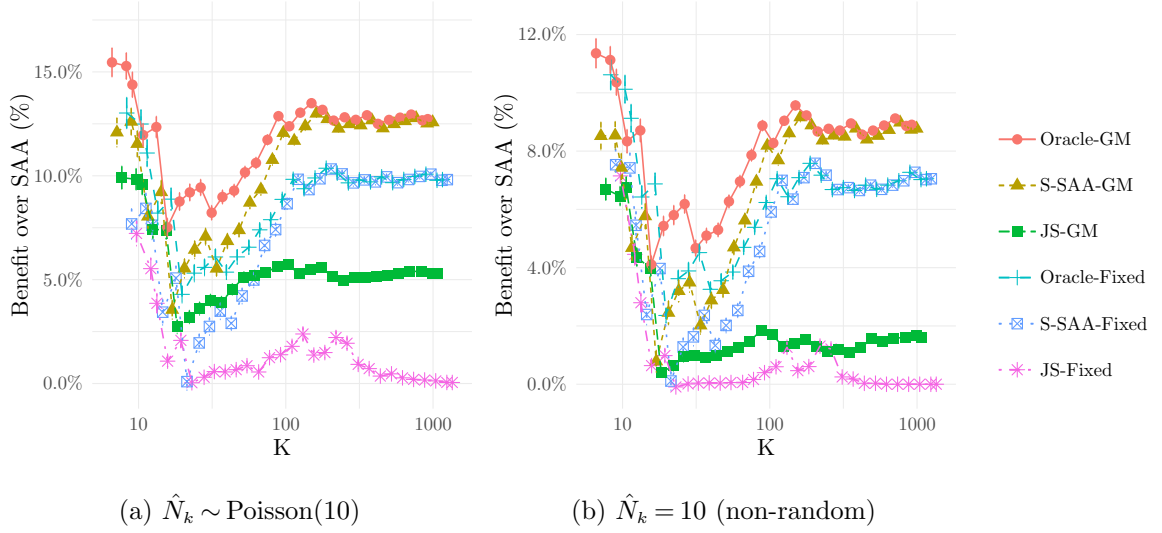 Benefit over SAA (%)
15.0%
10.0%
5.0%
0.0%
10
100
1000
K
(a) N̂ₖ ∼ Poisson(10)
Benefit over SAA (%)
12.0%
8.0%
4.0%
0.0%
10
100
1000
K
(b) N̂ₖ = 10 (non-random)
Oracle-GM
S-SAA-GM
JS-GM
Oracle-Fixed
S-SAA-Fixed
JS-Fixed